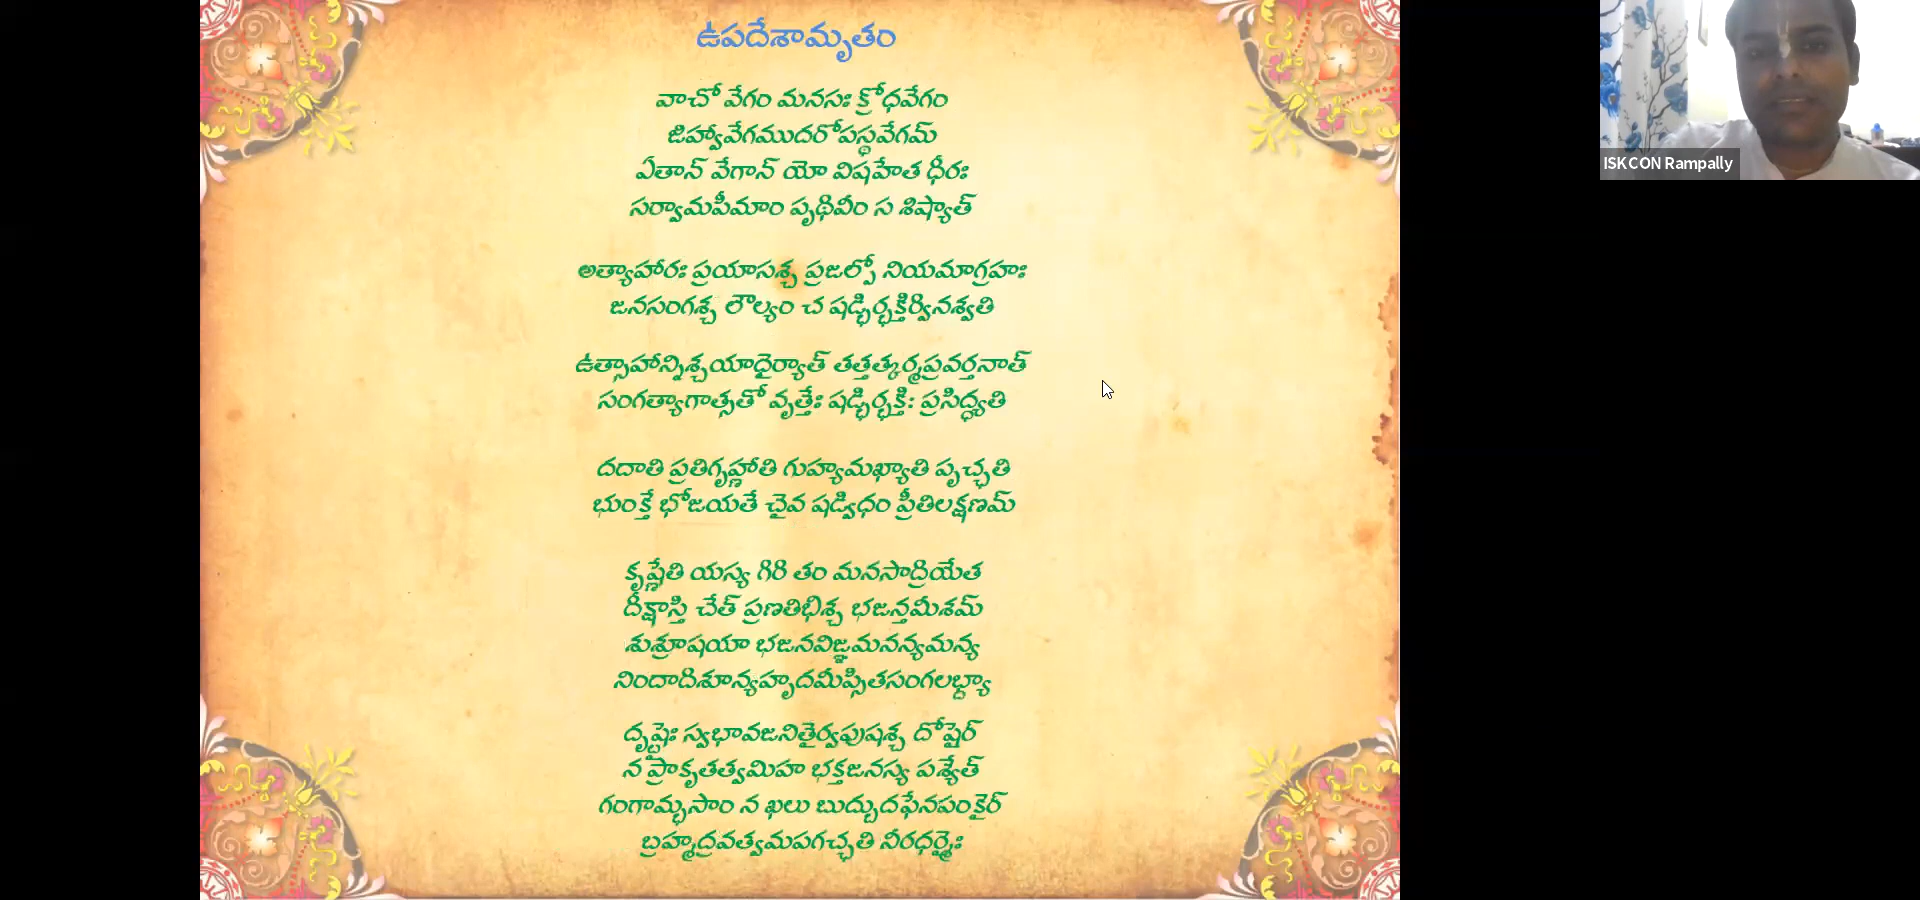 ఉపదేశామృతం
వాచో వేగం మనసః క్రోధవేగం
జిహ్వావేగముదరోపస్థవేగమ్
ఏతాన్ వేగాన్ యో విషహేత ధీరః
సర్వామపీమాం పృథివీం స శిష్యాత్
అత్యాహారః ప్రయాసశ్చ ప్రజల్పో నియమాగ్రహః
జనసంగశ్చ లౌల్యం చ షడ్భిర్భక్తిర్వినశ్వతి
ఉత్సాహాన్నిశ్చయాద్ధైర్యాత్ తత్తత్కర్మప్రవర్తనాత్
సంగత్యాగాత్సతో వృత్తేః షడ్భిర్భక్తి: ప్రసిద్ధ్యతి
దదాతి ప్రతిగృహ్ణాతి గుహ్యమఖ్యాతి పృచ్ఛతి
భుంక్తే భోజయతే చైవ షడ్విధం ప్రీతిలక్షణమ్
కృష్ణేతి యస్య గిరి తం మనసాద్రియేత
దీక్షాస్తి చేత్ ప్రణతిభిశ్చ భజన్తమీశమ్
శుశ్రూషయా భజనవిజ్ఞమనన్యమన్య
నిందాదిశూన్యహృదమీప్సితసంగలబ్ధ్యా
దృష్టైః స్వభావజనితైర్వపుషశ్చ దోషైర్
న ప్రాకృతత్వమిహ భక్తజనస్య పశ్యేత్
గంగామ్భసాం న ఖలు బుద్బుదఫేనపంకైర్
బ్రహ్మద్రవత్వమపగచ్ఛతి నీరధర్మైః
ISKCON Rampally